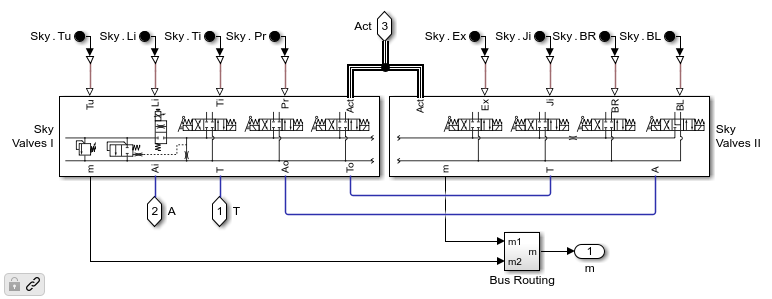 Act 3
Sky.Tu Sky.Li Sky.Ti Sky.Pr Sky.Ex Sky.Ji Sky.BR Sky.BL
Tu Li Ti Pr Act Act Ex Ji BR BL
Sky
Valves I
Sky
Valves II
m Ai T Ao To m T A
2 A 1 T
m1
m2
m
1
m
Bus Routing